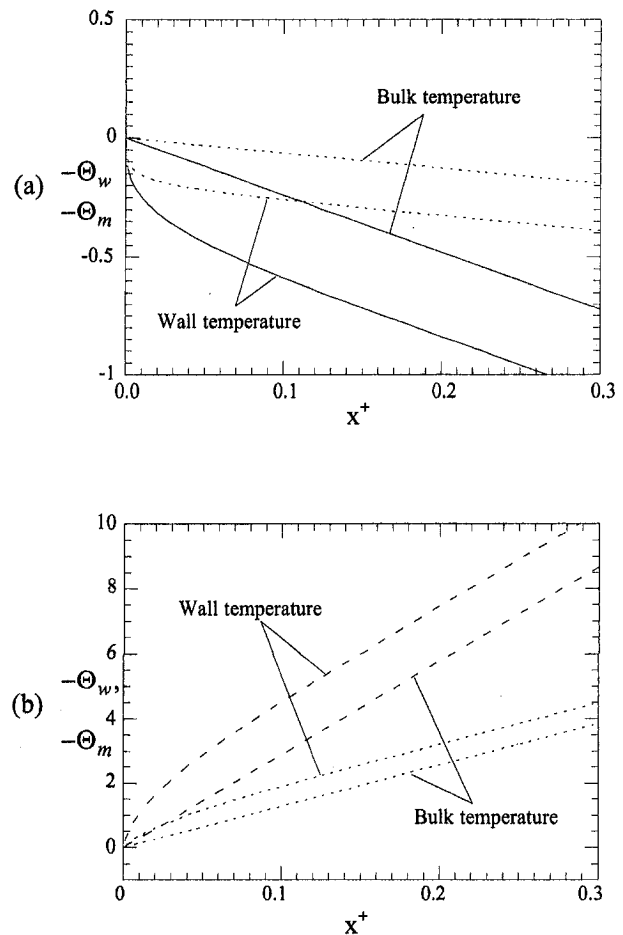 0.5
Bulk temperature
0
(a)
−Θw
−Θm
-0.5
Wall temperature
-1
0.0
0.1
0.2
0.3
x+
10
8
Wall temperature
6
−Θw,
(b)
4
−Θm
2
Bulk temperature
0
0
0.1
0.2
0.3
x+